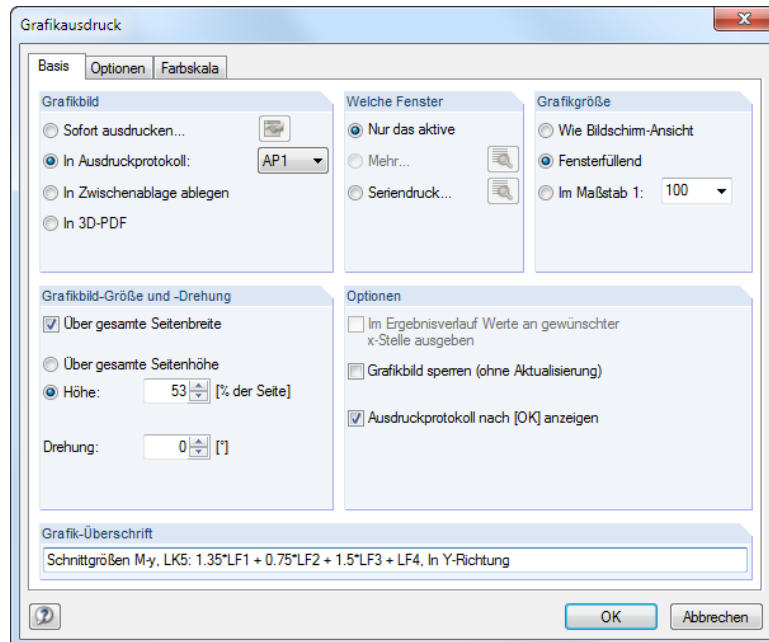 Grafikausdruck
Basis
Optionen
Farbskala
Grafikbild
Sofort ausdrucken...
In Ausdruckprotokoll:
AP1
In Zwischenablage ablegen
In 3D-PDF
Welche Fenster
Nur das aktive
Mehr...
Seriendruck...
Grafikgröße
Wie Bildschirm-Ansicht
Fensterfüllend
Im Maßstab 1:
100
Grafikbild-Größe und -Drehung
Über gesamte Seitenbreite
Über gesamte Seitenhöhe
Höhe:
53
[% der Seite]
Drehung:
0
[°]
Optionen
Im Ergebnisverlauf Werte an gewünschter
x-Stelle ausgeben
Grafikbild sperren (ohne Aktualisierung)
Ausdruckprotokoll nach [OK] anzeigen
Grafik-Überschrift
Schnittgrößen M-y, LK5: 1.35*LF1 + 0.75*LF2 + 1.5*LF3 + LF4, In Y-Richtung
OK
Abbrechen